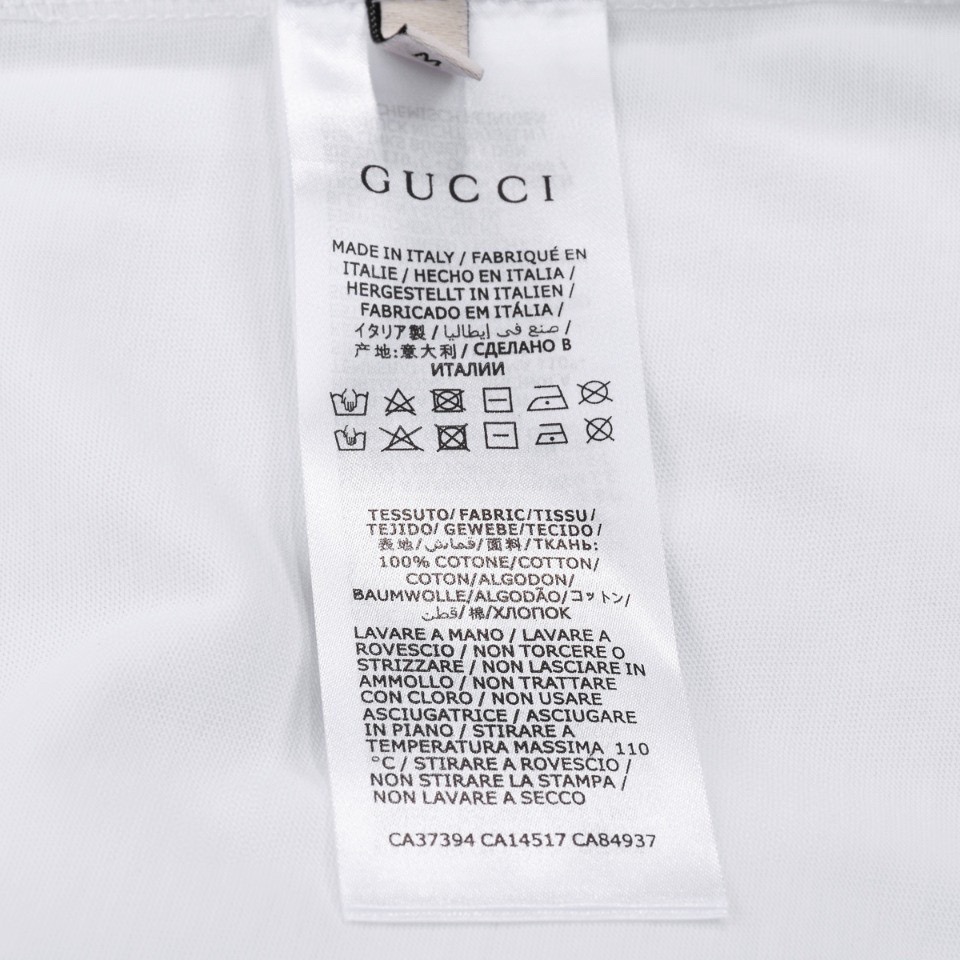 M
GUCCI
MADE IN ITALY / FABRIQUÉ EN
ITALIE / HECHO EN ITALIA /
HERGESTELLT IN ITALIEN /
FABRICADO EM ITÁLIA /
イタリア製 / صنع في إيطاليا /
产地:意大利 / СДЕЛАНО В
ИТАЛИИ
TESSUTO/ FABRIC/TISSU/
TEJIDO/ GEWEBE/TECIDO/
表地/قماش/面料/ТКАНЬ:
100% COTONE/COTTON/
COTON/ALGODON/
BAUMWOLLE/ALGODÃO/コットン/
قطن/棉/ХЛОПОК
LAVARE A MANO / LAVARE A
ROVESCIO / NON TORCERE O
STRIZZARE / NON LASCIARE IN
AMMOLLO / NON TRATTARE
CON CLORO / NON USARE
ASCIUGATRICE / ASCIUGARE
IN PIANO / STIRARE A
TEMPERATURA MASSIMA 110
°C / STIRARE A ROVESCIO /
NON STIRARE LA STAMPA /
NON LAVARE A SECCO
CA37394 CA14517 CA84937